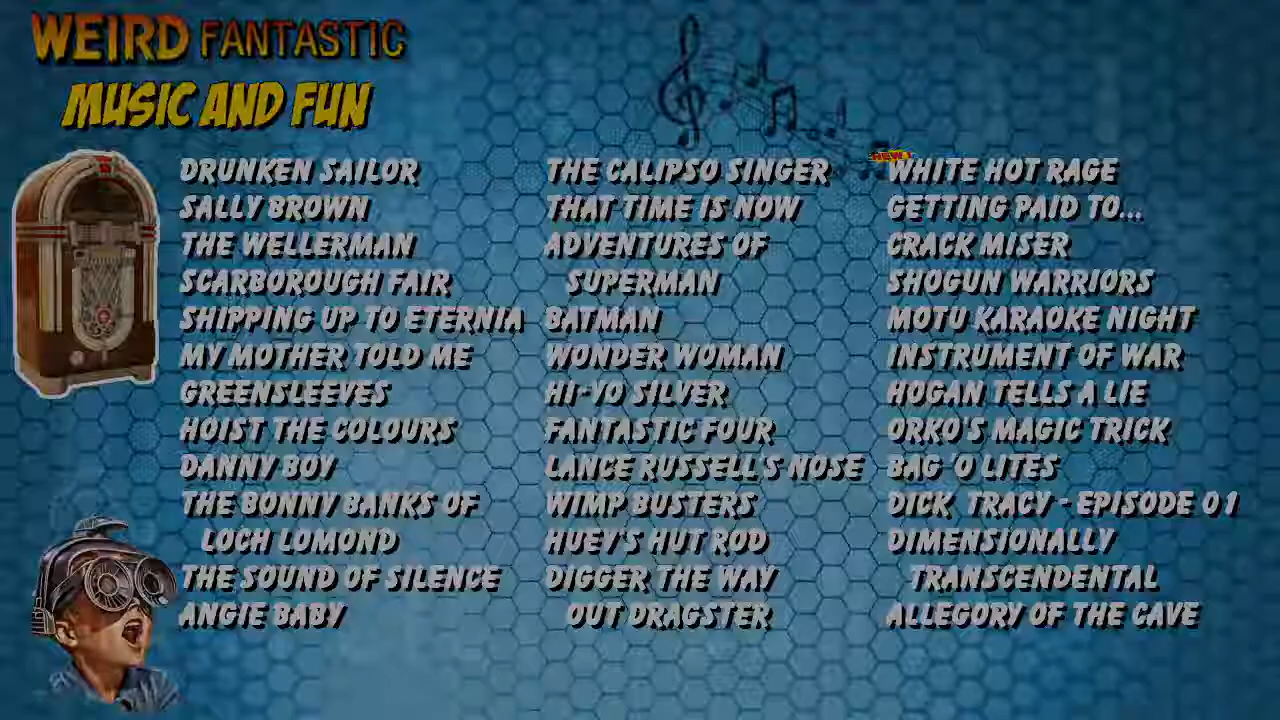 WEIRD FANTASTIC
MUSIC AND FUN
DRUNKEN SAILOR
SALLY BROWN
THE WELLERMAN
SCARBOROUGH FAIR
SHIPPING UP TO ETERNIA
MY MOTHER TOLD ME
GREENSLEEVES
HOIST THE COLOURS
DANNY BOY
THE BONNY BANKS OF
LOCH LOMOND
THE SOUND OF SILENCE
ANGIE BABY
THE CALIPSO SINGER
THAT TIME IS NOW
ADVENTURES OF
SUPERMAN
BATMAN
WONDER WOMAN
HI-YO SILVER
FANTASTIC FOUR
LANCE RUSSELL'S NOSE
WIMP BUSTERS
HUEY'S HUT ROD
DIGGER THE WAY
OUT DRAGSTER
NEW!
WHITE HOT RAGE
GETTING PAID TO...
CRACK MISER
SHOGUN WARRIORS
MOTU KARAOKE NIGHT
INSTRUMENT OF WAR
HOGAN TELLS A LIE
ORKO'S MAGIC TRICK
BAG 'O LITES
DICK TRACY - EPISODE 01
DIMENSIONALLY
TRANSCENDENTAL
ALLEGORY OF THE CAVE